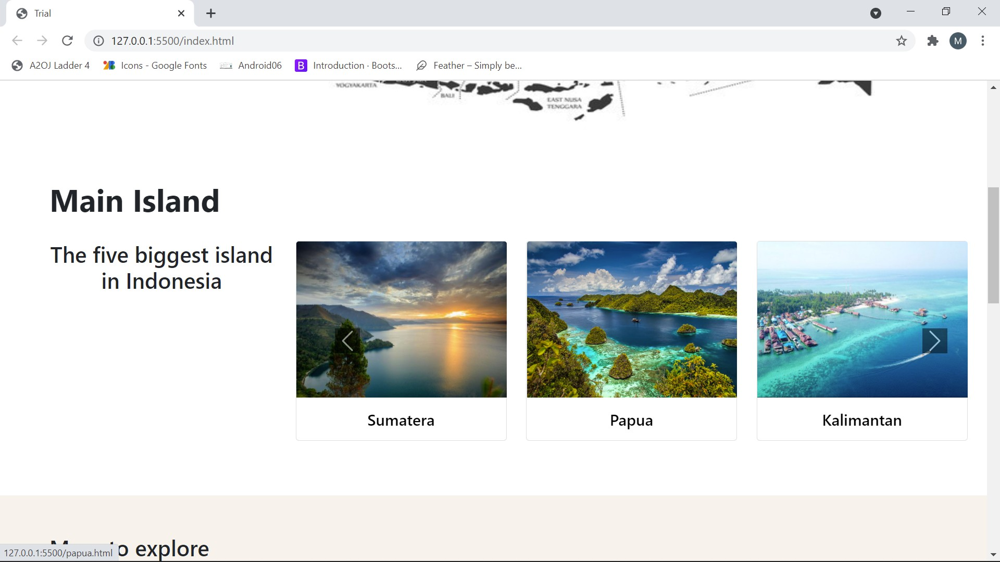 Trial
127.0.0.1:5500/index.html
M
A2OJ Ladder 4
Icons - Google Fonts
Android06
B
Introduction · Boots...
Feather – Simply be...
YOGYAKARTA
BALI
EAST NUSA
TENGGARA
Main Island
The five biggest island
in Indonesia
Sumatera
Papua
Kalimantan
to explore
127.0.0.1:5500/papua.html